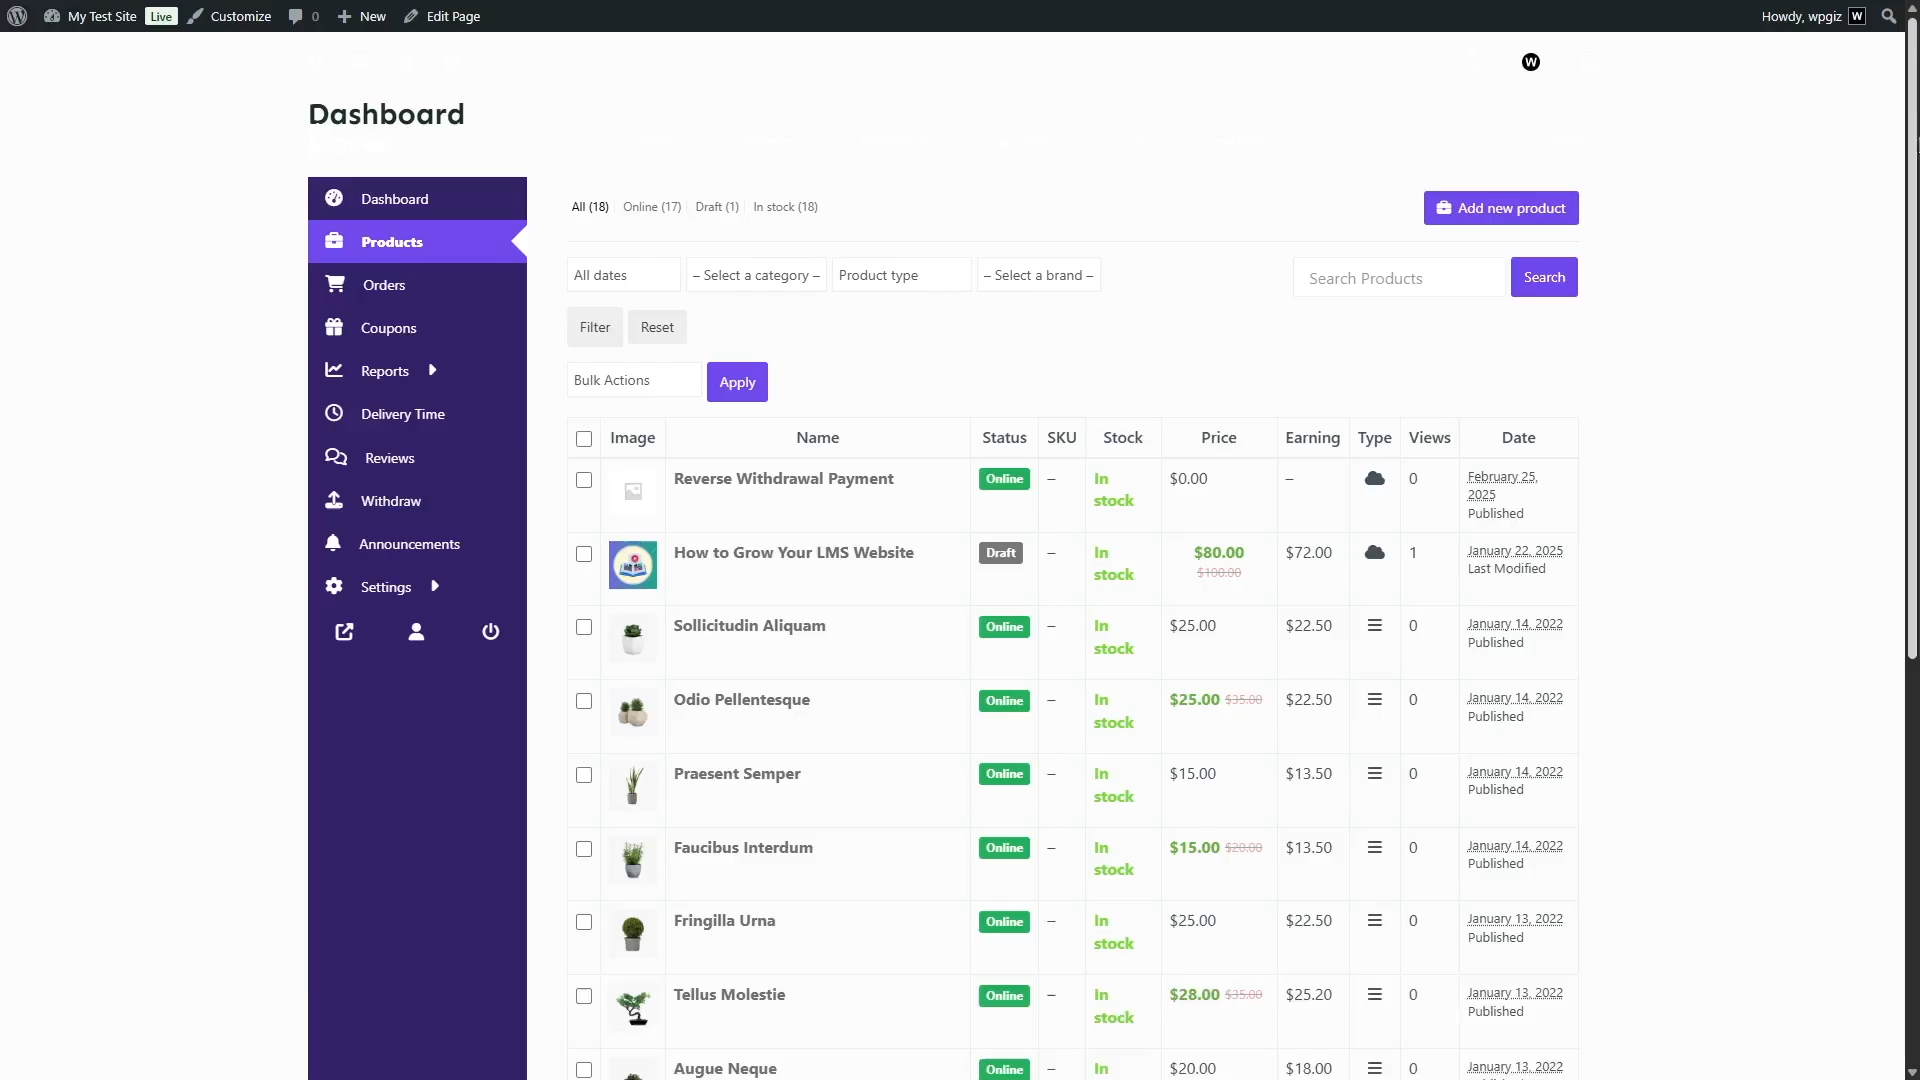 My Test Site Live Customize 0 New Edit Page Howdy, wpgiz W
W
Dashboard
Dashboard
Products
Orders
Coupons
Reports
Delivery Time
Reviews
Withdraw
Announcements
Settings
All (18) Online (17) Draft (1) In stock (18)
Add new product
All dates – Select a category – Product type – Select a brand –
Search Products Search
Filter Reset
Bulk Actions Apply
Image Name Status SKU Stock Price Earning Type Views Date
Reverse Withdrawal Payment Online – In stock $0.00 – 0 February 25, 2025 Published
How to Grow Your LMS Website Draft – In stock $80.00 $100.00 $72.00 1 January 22, 2025 Last Modified
Sollicitudin Aliquam Online – In stock $25.00 $22.50 0 January 14, 2022 Published
Odio Pellentesque Online – In stock $25.00 $35.00 $22.50 0 January 14, 2022 Published
Praesent Semper Online – In stock $15.00 $13.50 0 January 14, 2022 Published
Faucibus Interdum Online – In stock $15.00 $20.00 $13.50 0 January 14, 2022 Published
Fringilla Urna Online – In stock $25.00 $22.50 0 January 13, 2022 Published
Tellus Molestie Online – In stock $28.00 $35.00 $25.20 0 January 13, 2022 Published
Augue Neque Online – In $20.00 $18.00 0 January 13, 2022